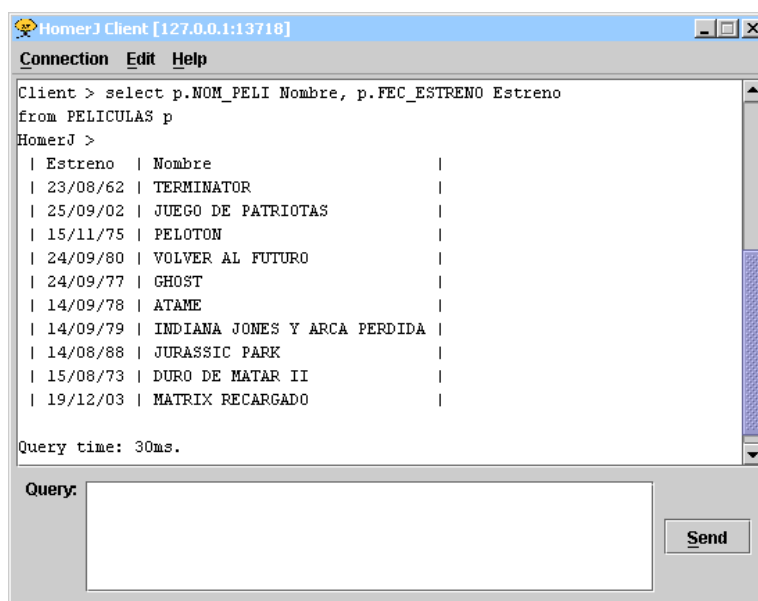 HomerJ Client [127.0.0.1:13718]
Connection Edit Help
Client > select p.NOM_PELI Nombre, p.FEC_ESTRENO Estreno
from PELICULAS p
HomerJ >
| Estreno | Nombre |
| 23/08/62 | TERMINATOR |
| 25/09/02 | JUEGO DE PATRIOTAS |
| 15/11/75 | PELOTON |
| 24/09/80 | VOLVER AL FUTURO |
| 24/09/77 | GHOST |
| 14/09/78 | ATAME |
| 14/09/79 | INDIANA JONES Y ARCA PERDIDA |
| 14/08/88 | JURASSIC PARK |
| 15/08/73 | DURO DE MATAR II |
| 19/12/03 | MATRIX RECARGADO |
Query time: 30ms.
Query:
Send